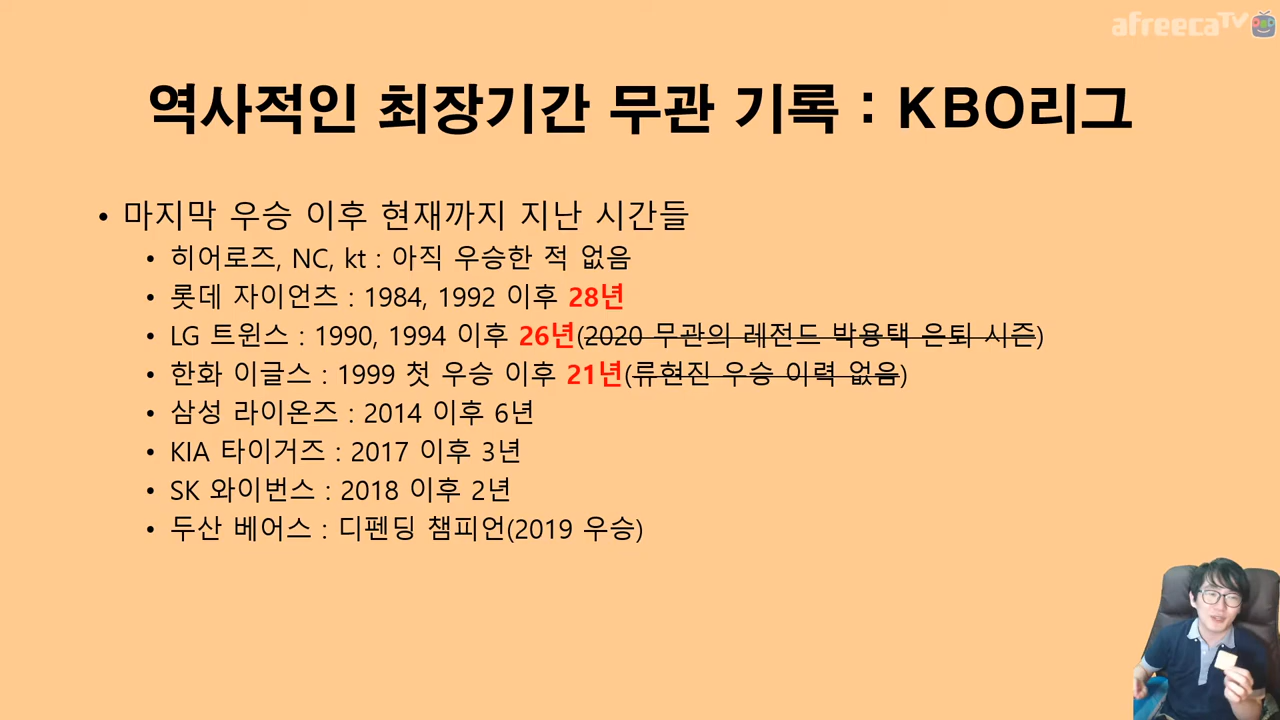 afreecaTV
역사적인 최장기간 무관 기록 : KBO리그
• 마지막 우승 이후 현재까지 지난 시간들
• 히어로즈, NC, kt : 아직 우승한 적 없음
• 롯데 자이언츠 : 1984, 1992 이후 28년
• LG 트윈스 : 1990, 1994 이후 26년(2020 무관의 레전드 박용택 은퇴 시즌)
• 한화 이글스 : 1999 첫 우승 이후 21년(류현진 우승 이력 없음)
• 삼성 라이온즈 : 2014 이후 6년
• KIA 타이거즈 : 2017 이후 3년
• SK 와이번스 : 2018 이후 2년
• 두산 베어스 : 디펜딩 챔피언(2019 우승)